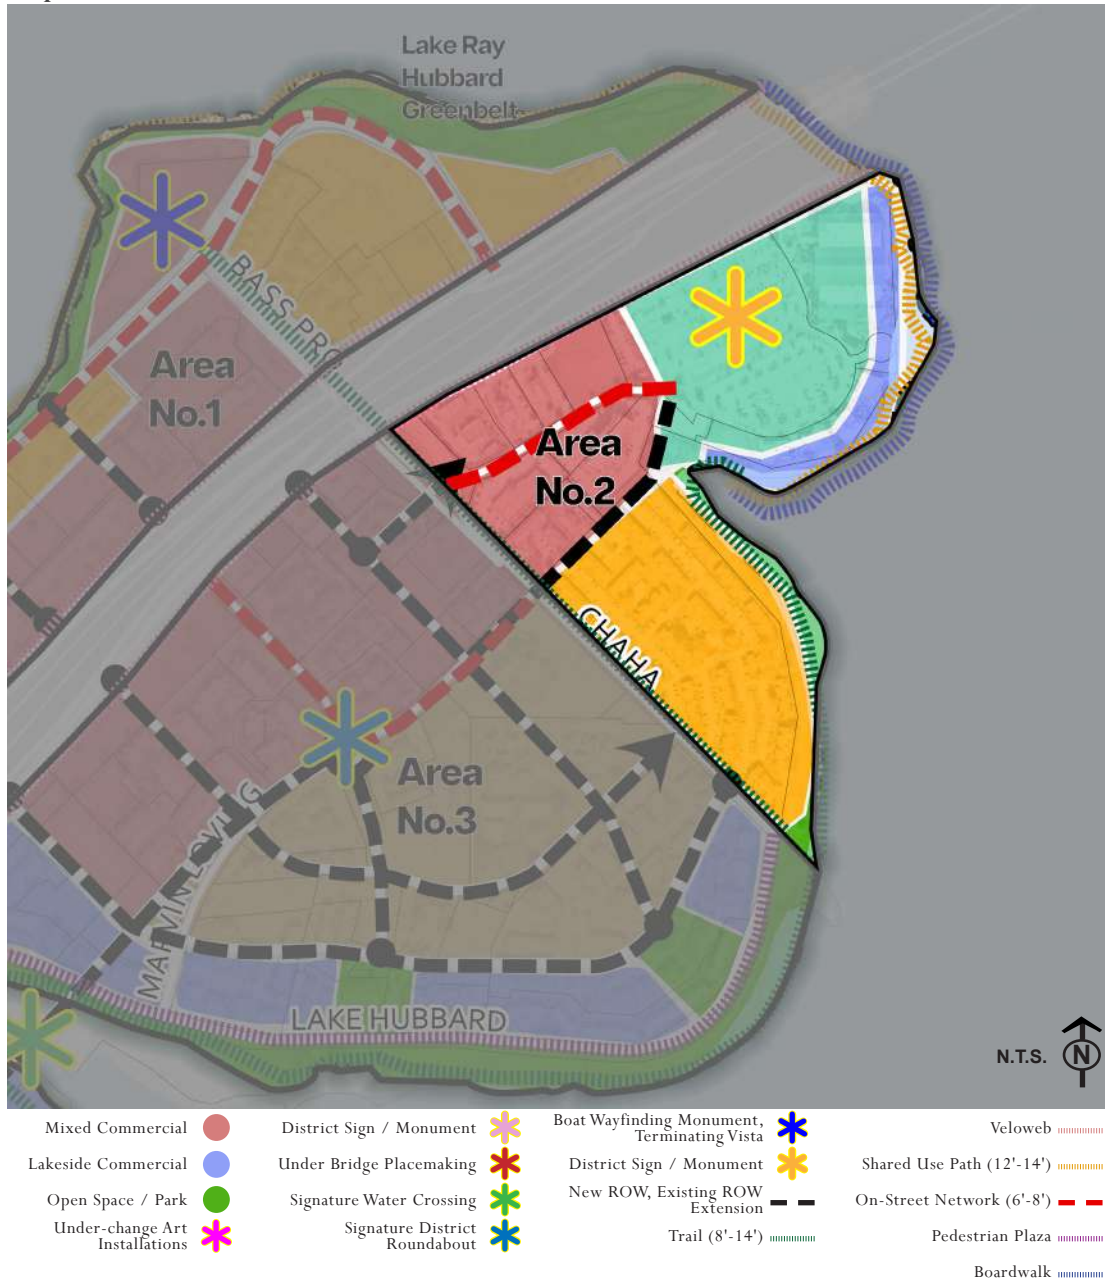 Lake Ray
Hubbard
Greenbelt
BASS PRO
Area
No.1
Area
No.2
CHAHA
Area
No.3
MARVIN LOVING
LAKE HUBBARD
N.T.S.
N
Mixed Commercial
Lakeside Commercial
Open Space / Park
Under-change Art
Installations
District Sign / Monument
Under Bridge Placemaking
Signature Water Crossing
Signature District
Roundabout
Boat Wayfinding Monument,
Terminating Vista
District Sign / Monument
New ROW, Existing ROW
Extension
Trail (8'-14')
Veloweb
Shared Use Path (12'-14')
On-Street Network (6'-8')
Pedestrian Plaza
Boardwalk